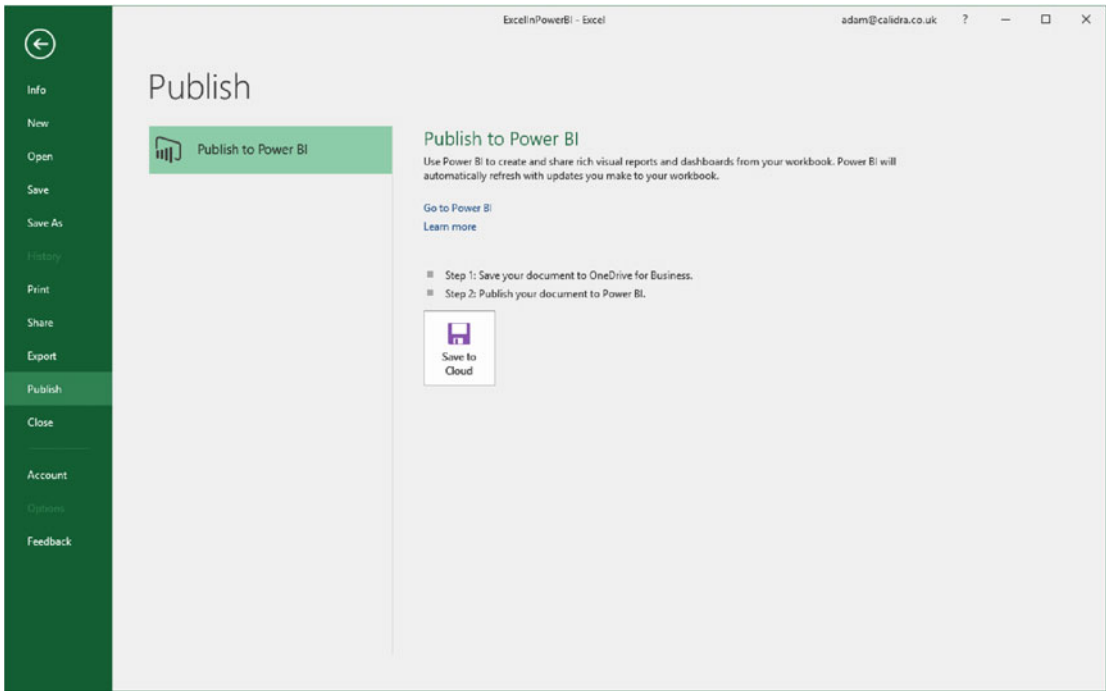 ExcelInPowerBI - Excel
adam@calidra.co.uk
?
Info
New
Open
Save
Save As
History
Print
Share
Export
Publish
Close
Account
Options
Feedback
Publish
Publish to Power BI
Publish to Power BI
Use Power BI to create and share rich visual reports and dashboards from your workbook. Power BI will
automatically refresh with updates you make to your workbook.
Go to Power BI
Learn more
Step 1: Save your document to OneDrive for Business.
Step 2: Publish your document to Power BI.
Save to
Cloud